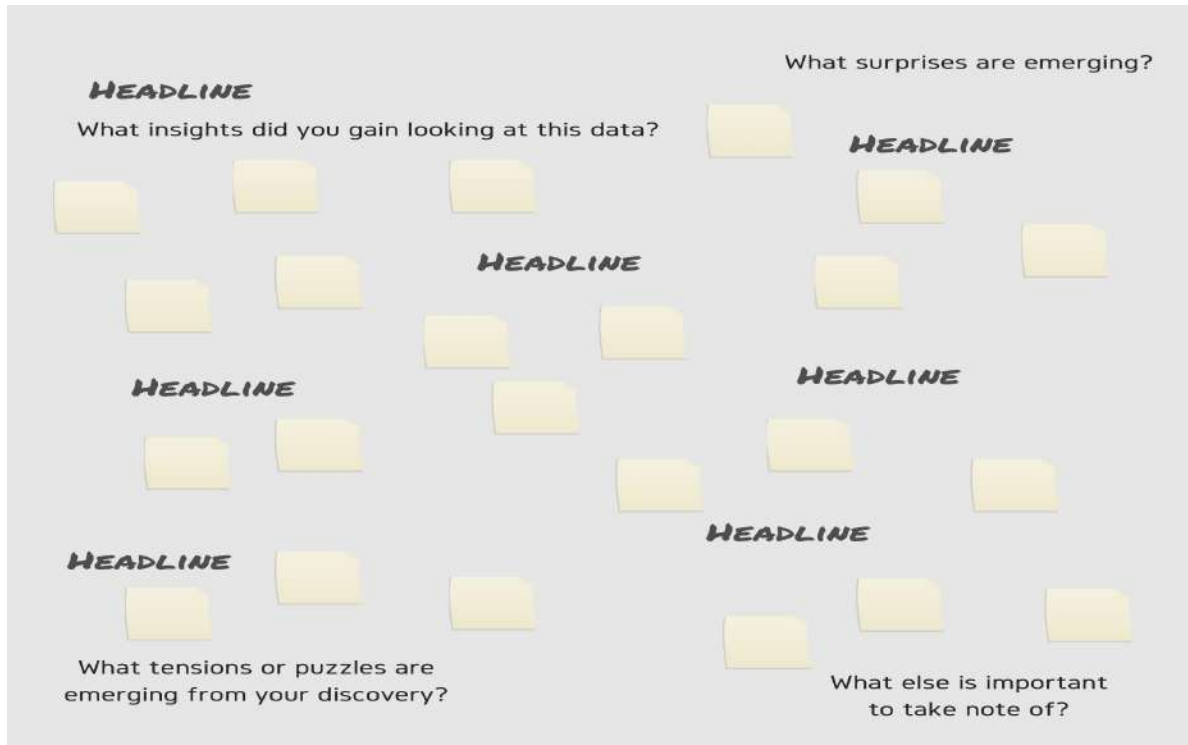 What surprises are emerging?
HEADLINE
What insights did you gain looking at this data?
HEADLINE
HEADLINE
HEADLINE
HEADLINE
HEADLINE
HEADLINE
What tensions or puzzles are
emerging from your discovery?
What else is important
to take note of?